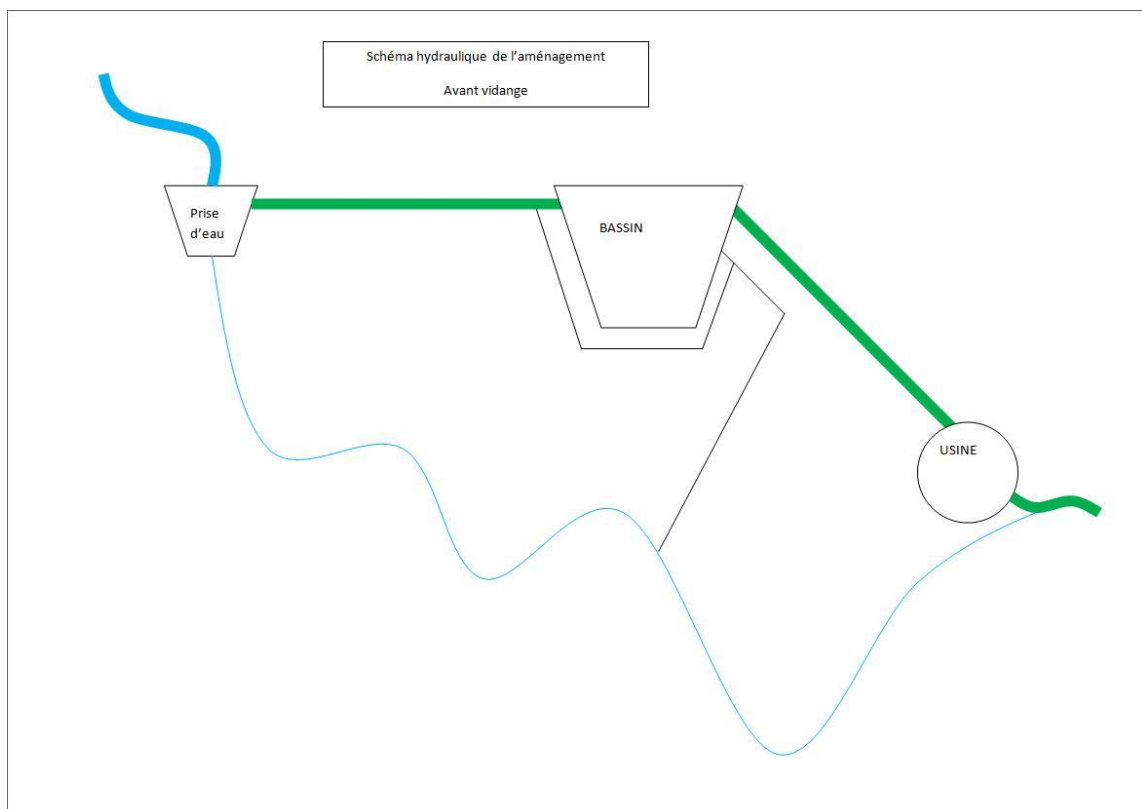 Schéma hydraulique de l'aménagement
Avant vidange
Prise
d'eau
BASSIN
USINE